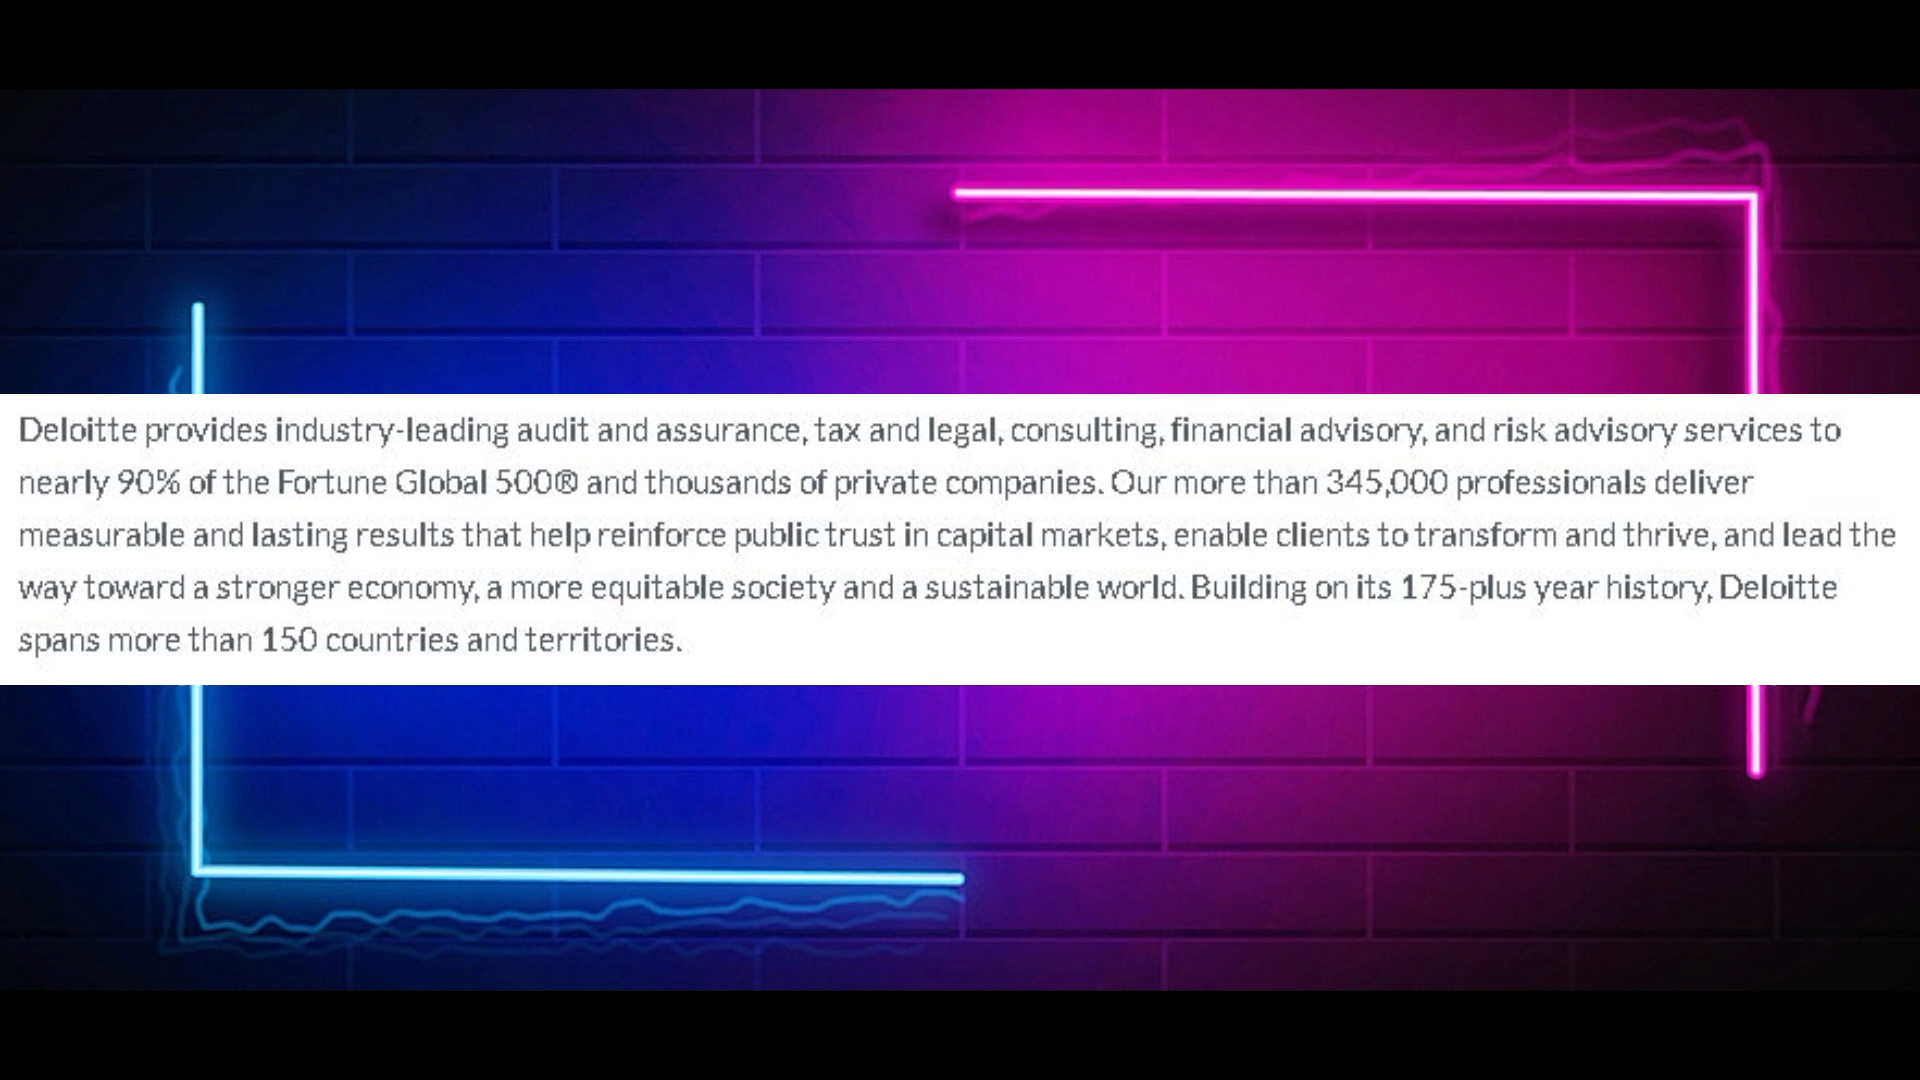 Deloitte provides industry-leading audit and assurance, tax and legal, consulting, financial advisory, and risk advisory services to
nearly 90% of the Fortune Global 500® and thousands of private companies. Our more than 345,000 professionals deliver
measurable and lasting results that help reinforce public trust in capital markets, enable clients to transform and thrive, and lead the
way toward a stronger economy, a more equitable society and a sustainable world. Building on its 175-plus year history, Deloitte
spans more than 150 countries and territories.